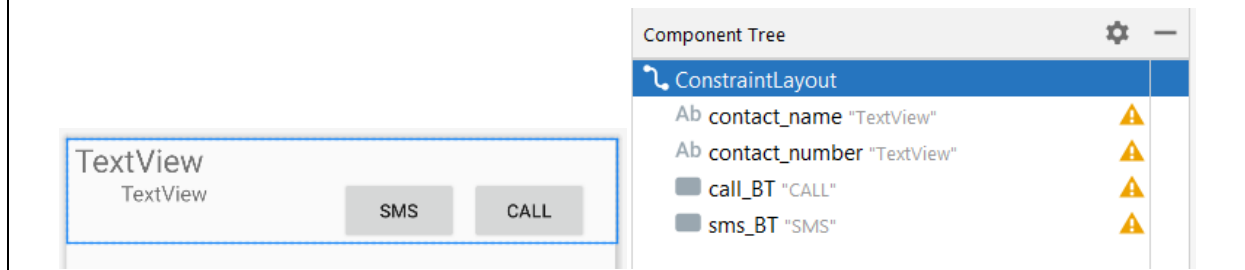 TextView
TextView
SMS CALL
Component Tree
ConstraintLayout
Ab contact_name "TextView"
Ab contact_number "TextView"
call_BT "CALL"
sms_BT "SMS"